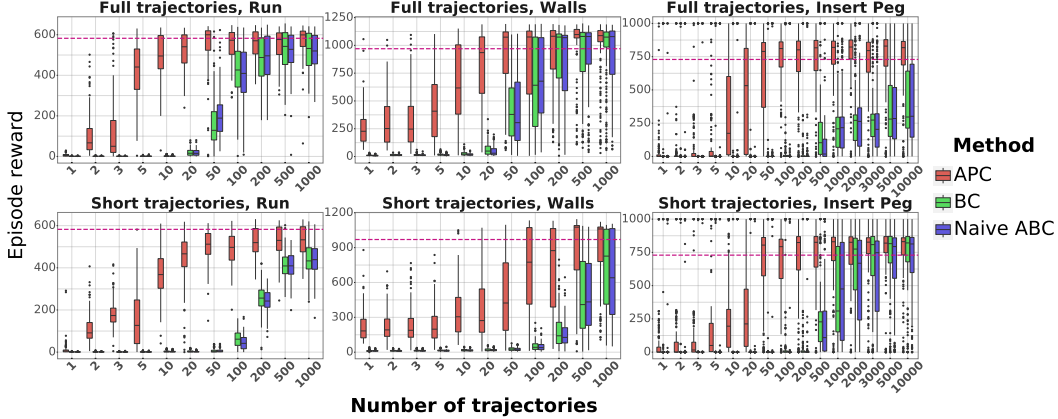 Full trajectories, Run
Full trajectories, Walls
Full trajectories, Insert Peg
600
400
200
0
1 2 3 5 10 20 50 100 200 500 1000
1250
1000
750
500
250
0
1 2 3 5 10 20 50 100 200 500 1000
1000
750
500
250
0
1 2 3 5 10 20 50 100 200 500 1000 2000 3000 5000 10000
Episode reward
Short trajectories, Run
Short trajectories, Walls
Short trajectories, Insert Peg
600
400
200
0
1 2 3 5 10 20 50 100 200 500 1000
1200
900
600
300
0
1 2 3 5 10 20 50 100 200 500 1000
1000
750
500
250
0
1 2 3 5 10 20 50 100 200 500 1000 2000 3000 5000 10000
Number of trajectories
Method
APC
BC
Naive ABC